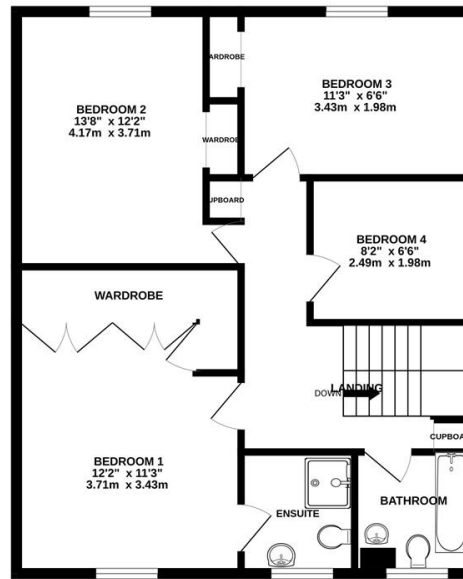 BEDROOM 2
13'8" x 12'2"
4.17m x 3.71m
ARDROBE
BEDROOM 3
11'3" x 6'6"
3.43m x 1.98m
WARDROBE
UPBOARD
BEDROOM 4
8'2" x 6'6"
2.49m x 1.98m
WARDROBE
LANDING
DOWN
CUPBOA
BEDROOM 1
12'2" x 11'3"
3.71m x 3.43m
ENSUITE
BATHROOM